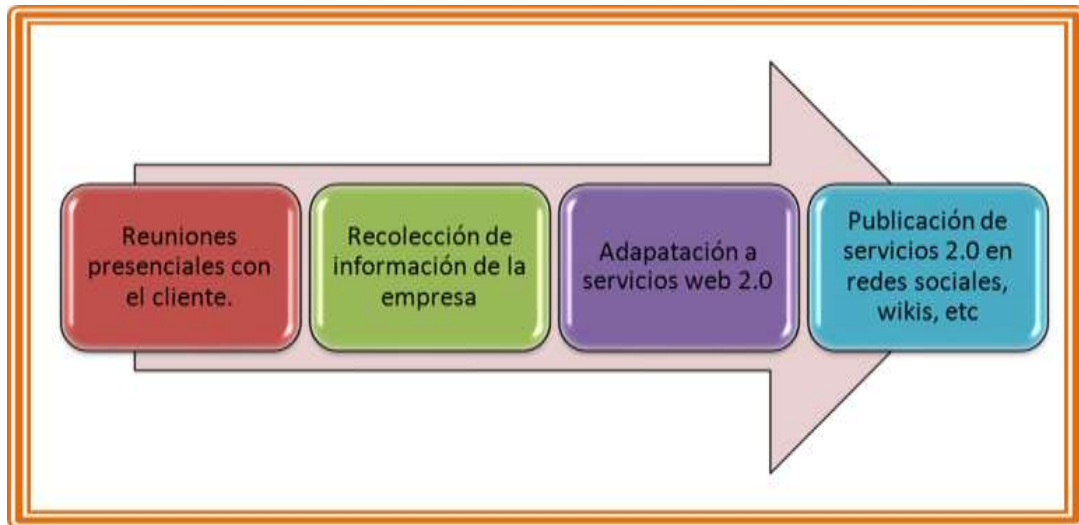 Reuniones
presenciales con
el cliente.
Recolección de
información de la
empresa
Adapatación a
servicios web 2.0
Publicación de
servicios 2.0 en
redes sociales,
wikis, etc